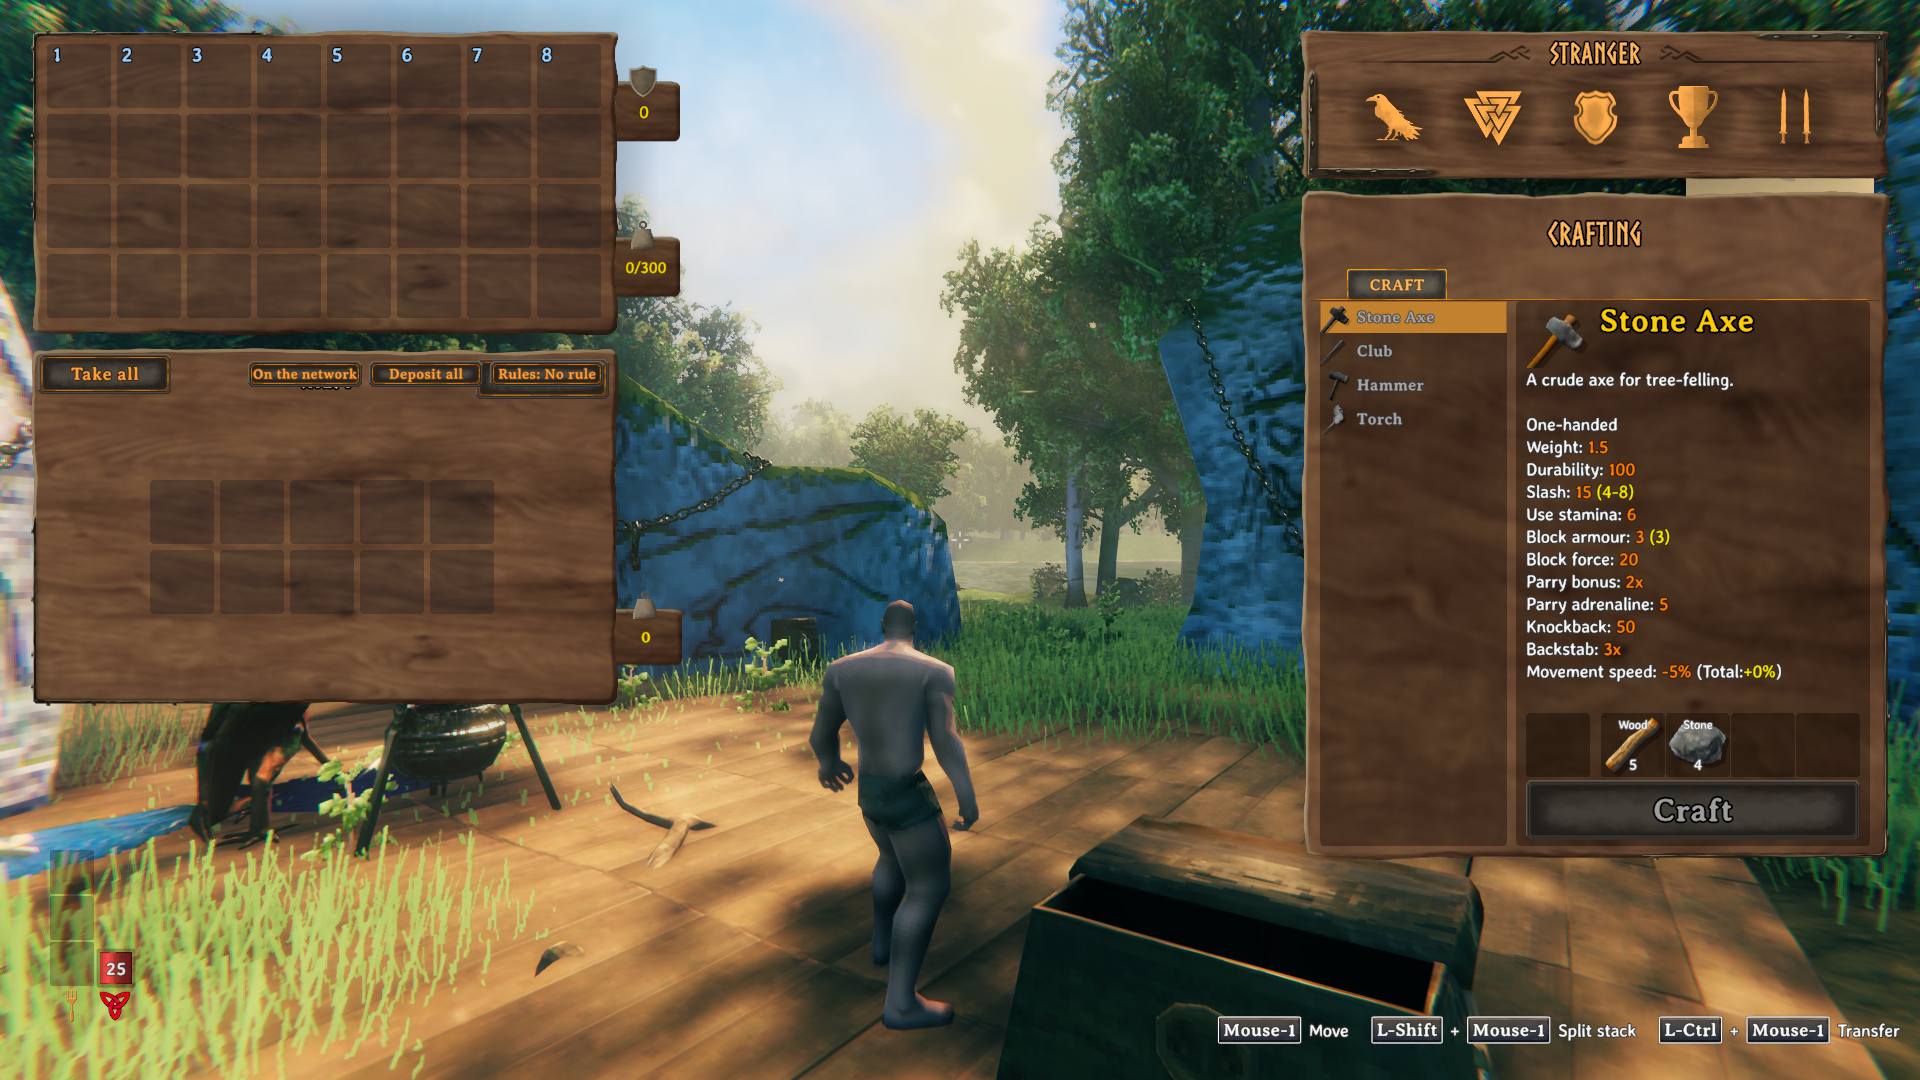 1 2 3 4 5 6 7 8
0
0/300
Take all
On the network
Deposit all
Rules: No rule
0
25
STRANGER
CRAFTING
CRAFT
Stone Axe
Club
Hammer
Torch
Stone Axe
A crude axe for tree-felling.
One-handed
Weight: 1.5
Durability: 100
Slash: 15 (4-8)
Use stamina: 6
Block armour: 3 (3)
Block force: 20
Parry bonus: 2x
Parry adrenaline: 5
Knockback: 50
Backstab: 3x
Movement speed: -5% (Total:+0%)
Wood Stone
5 4
Craft
Mouse-1 Move L-Shift + Mouse-1 Split stack L-Ctrl + Mouse-1 Transfer